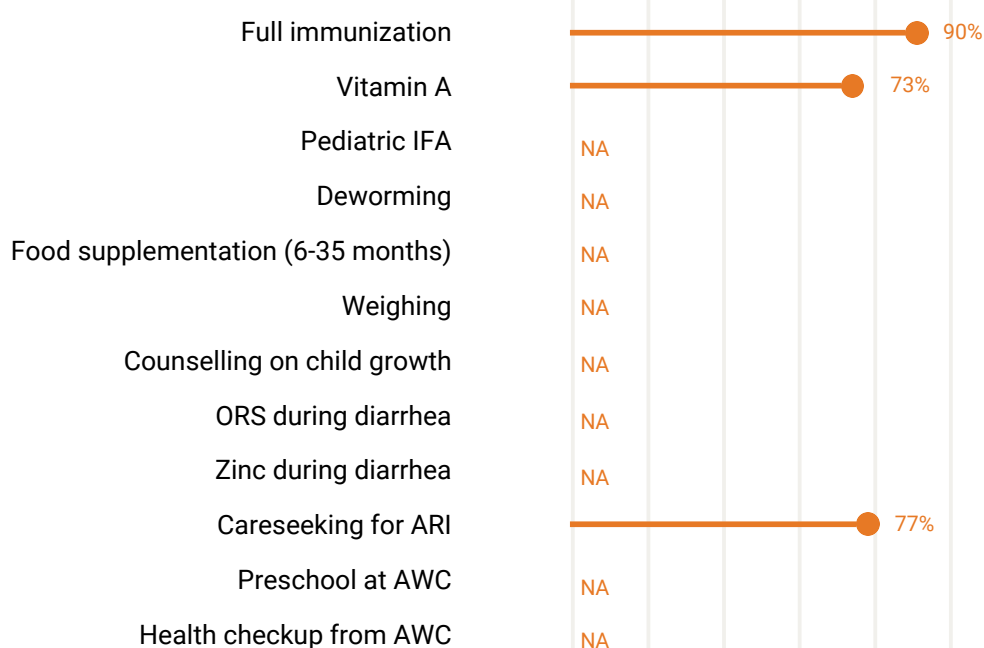 Full immunization 90%
Vitamin A 73%
Pediatric IFA NA
Deworming NA
Food supplementation (6-35 months) NA
Weighing NA
Counselling on child growth NA
ORS during diarrhea NA
Zinc during diarrhea NA
Careseeking for ARI 77%
Preschool at AWC NA
Health checkup from AWC NA